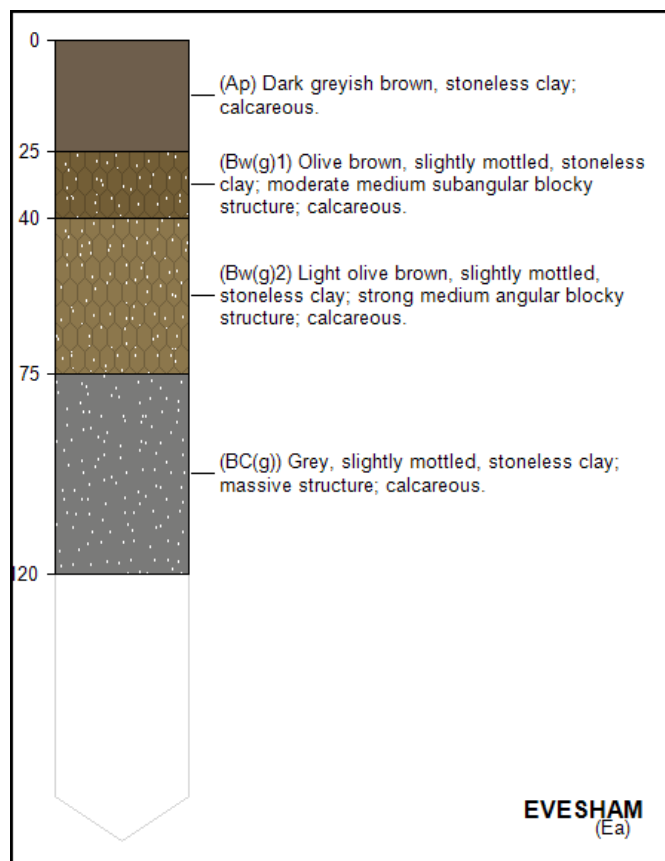 0
(Ap) Dark greyish brown, stoneless clay;
calcareous.
25
(Bw(g)1) Olive brown, slightly mottled, stoneless
clay; moderate medium subangular blocky
structure; calcareous.
40
(Bw(g)2) Light olive brown, slightly mottled,
stoneless clay; strong medium angular blocky
structure; calcareous.
75
(BC(g)) Grey, slightly mottled, stoneless clay;
massive structure; calcareous.
120
EVESHAM
(Ea)